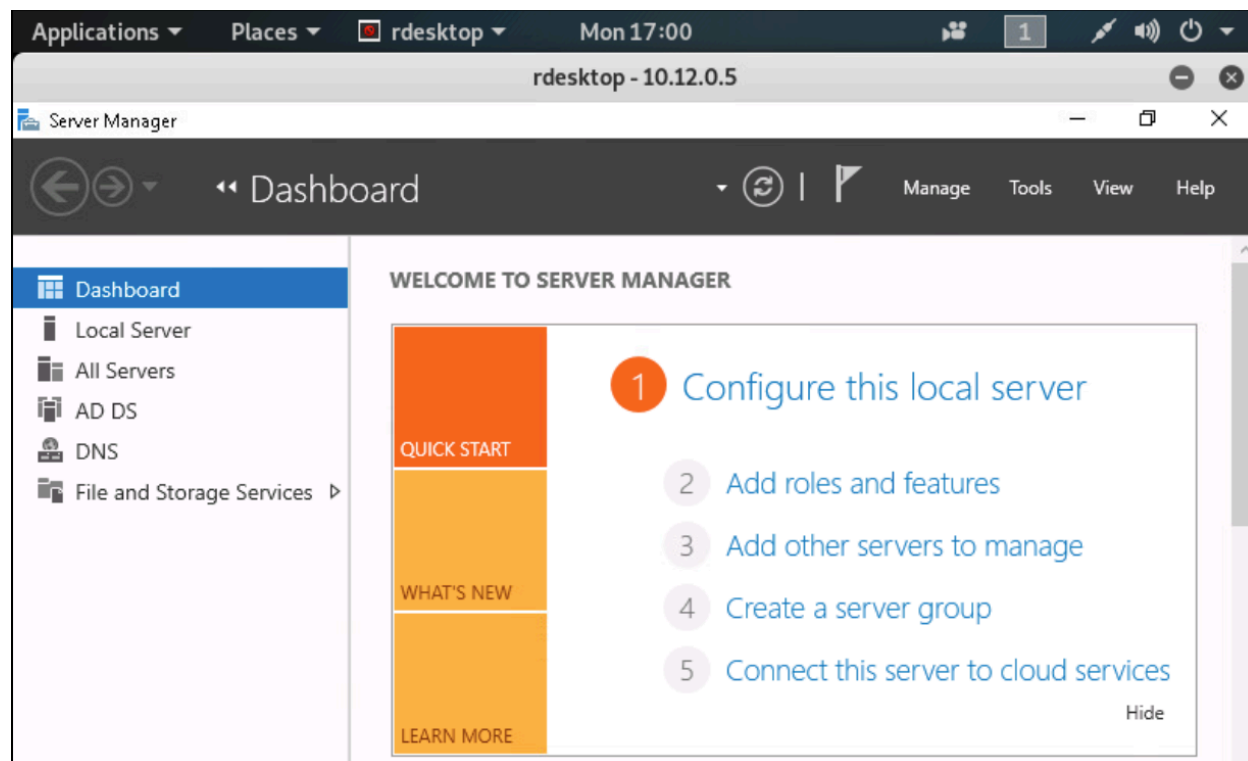 Applications Places rdesktop Mon 17:00 1
rdesktop - 10.12.0.5
Server Manager
Dashboard Manage Tools View Help
Dashboard
Local Server
All Servers
AD DS
DNS
File and Storage Services
WELCOME TO SERVER MANAGER
QUICK START
WHAT'S NEW
LEARN MORE
1 Configure this local server
2 Add roles and features
3 Add other servers to manage
4 Create a server group
5 Connect this server to cloud services
Hide